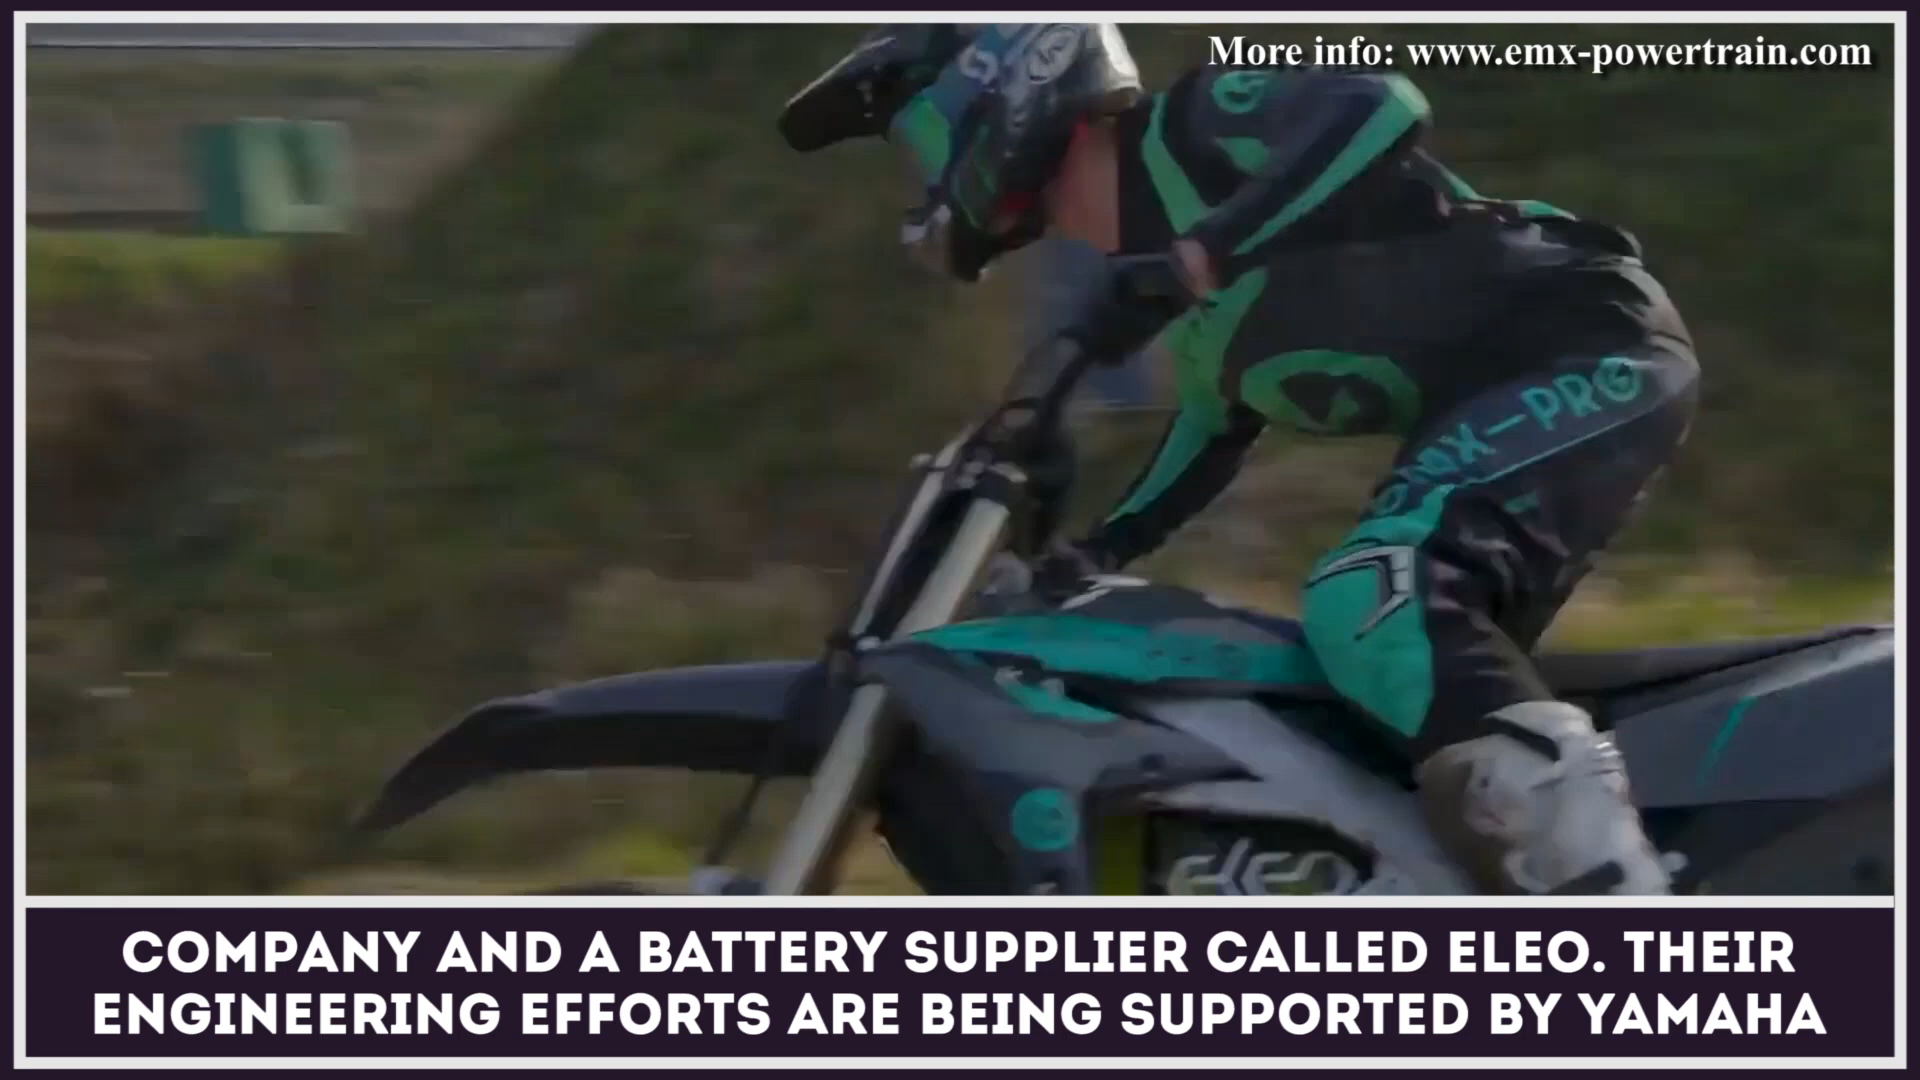 More info: www.emx-powertrain.com
eleo
COMPANY AND A BATTERY SUPPLIER CALLED ELEO. THEIR
ENGINEERING EFFORTS ARE BEING SUPPORTED BY YAMAHA